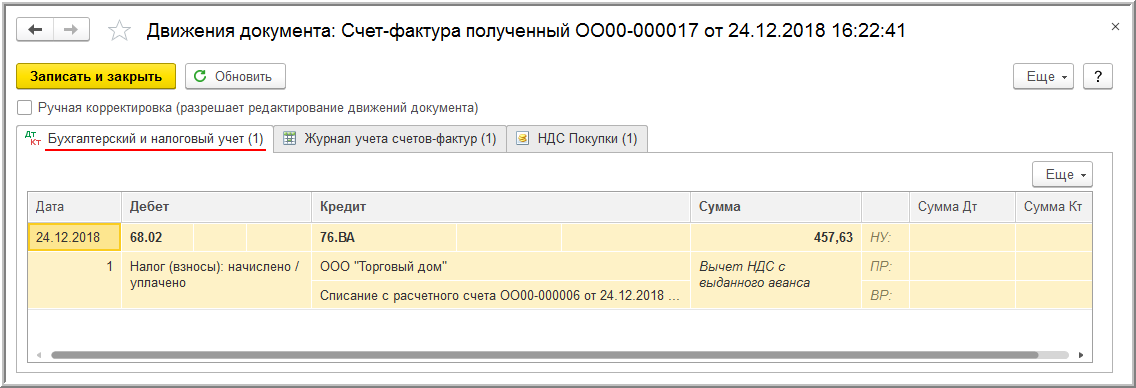 Движения документа: Счет-фактура полученный ОО00-000017 от 24.12.2018 16:22:41
Записать и закрыть Обновить Еще ?
Ручная корректировка (разрешает редактирование движений документа)
Дт Кт Бухгалтерский и налоговый учет (1) Журнал учета счетов-фактур (1) НДС Покупки (1)
Еще
Дата Дебет Кредит Сумма Сумма Дт Сумма Кт
24.12.2018 68.02 76.ВА 457,63 НУ:
1 Налог (взносы): начислено / ООО "Торговый дом" Вычет НДС с ПР:
уплачено выданного аванса
Списание с расчетного счета ОО00-000006 от 24.12.2018 ... ВР: